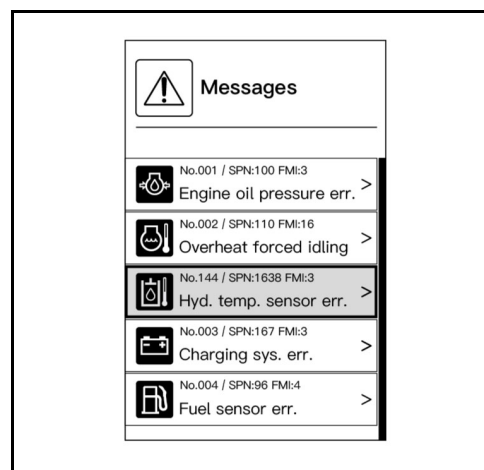 Messages
No.001 / SPN:100 FMI:3
Engine oil pressure err. >
No.002 / SPN:110 FMI:16
Overheat forced idling >
No.144 / SPN:1638 FMI:3
Hyd. temp. sensor err. >
No.003 / SPN:167 FMI:3
Charging sys. err. >
No.004 / SPN:96 FMI:4
Fuel sensor err. >